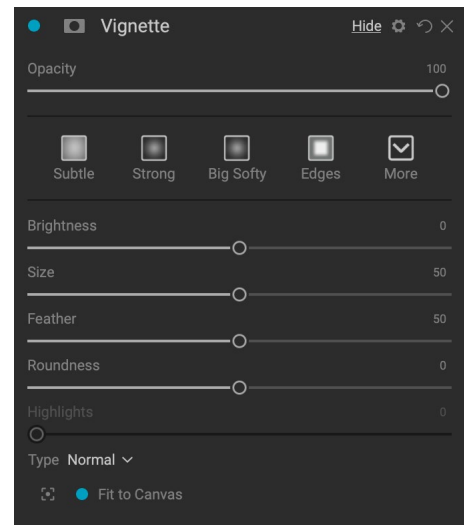 Vignette Hide
Opacity 100
Subtle Strong Big Softy Edges More
Brightness 0
Size 50
Feather 50
Roundness 0
Highlights 0
Type Normal
Fit to Canvas